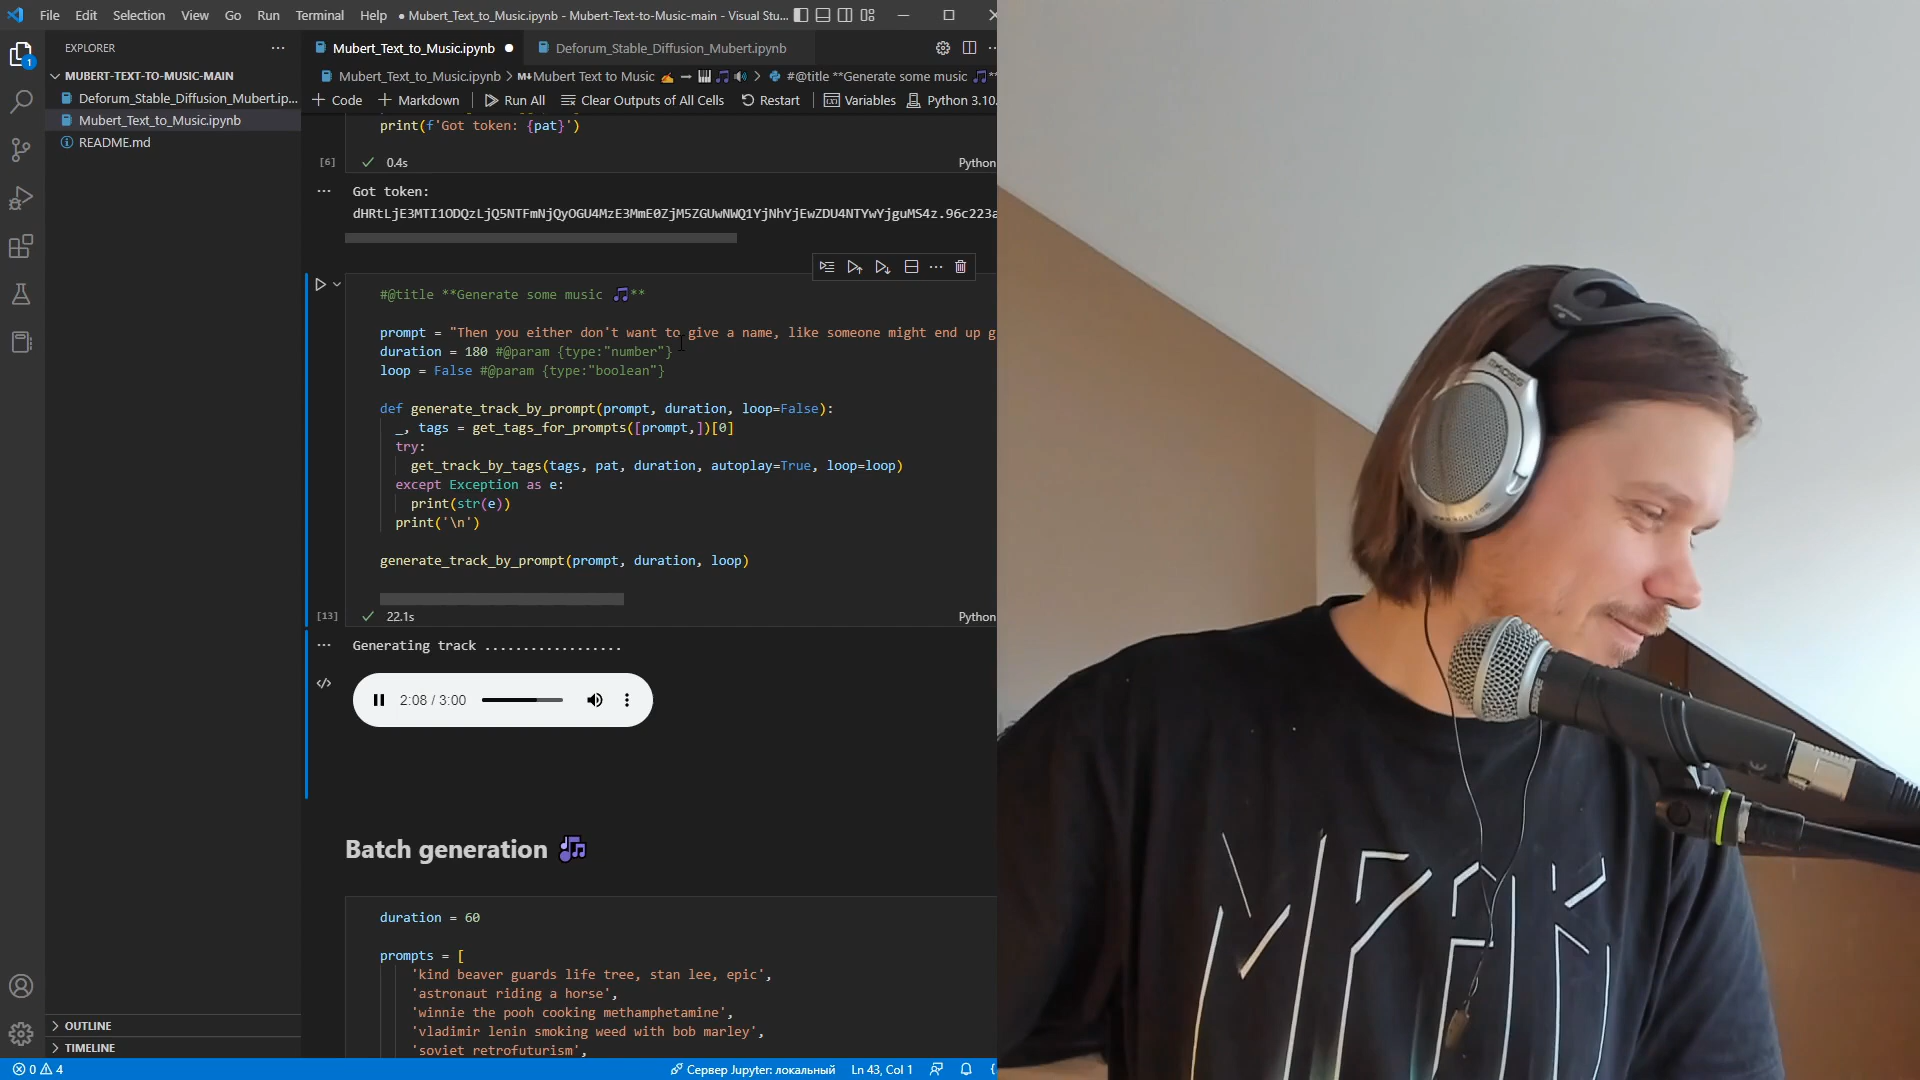 File Edit Selection View Go Run Terminal Help ● Mubert_Text_to_Music.ipynb - Mubert-Text-to-Music-main - Visual Stu...
EXPLORER ···
MUBERT-TEXT-TO-MUSIC-MAIN
Deforum_Stable_Diffusion_Mubert.ip...
Mubert_Text_to_Music.ipynb
README.md
OUTLINE
TIMELINE
1
Mubert_Text_to_Music.ipynb ● Deforum_Stable_Diffusion_Mubert.ipynb
Mubert_Text_to_Music.ipynb > M↓Mubert Text to Music ✍ → 🎹🎵🔊 > #@title **Generate some music 🎵**
+ Code + Markdown Run All Clear Outputs of All Cells Restart Variables Python 3.10.
print(f'Got token: {pat}')
[6] ✓ 0.4s Python
Got token:
dHRtLjE3MTI1ODQzLjQ5NTFmNjQyOGU4MzE3MmE0ZjM5ZGUwNWQ1YjNhYjEwZDU4NTYwYjguMS4z.96c223a
#@title **Generate some music 🎵**
prompt = "Then you either don't want to give a name, like someone might end up g
duration = 180 #@param {type:"number"}
loop = False #@param {type:"boolean"}
def generate_track_by_prompt(prompt, duration, loop=False):
_, tags = get_tags_for_prompts([prompt,])[0]
try:
get_track_by_tags(tags, pat, duration, autoplay=True, loop=loop)
except Exception as e:
print(str(e))
print('\n')
generate_track_by_prompt(prompt, duration, loop)
[13] ✓ 22.1s Python
Generating track ..................
2:08 / 3:00
Batch generation 🎶
duration = 60
prompts = [
'kind beaver guards life tree, stan lee, epic',
'astronaut riding a horse',
'winnie the pooh cooking methamphetamine',
'vladimir lenin smoking weed with bob marley',
'soviet retrofuturism',
0 4 Сервер Jupyter: локальный Ln 43, Col 1
KOSS
www.koss.com
SHURE
МРАК